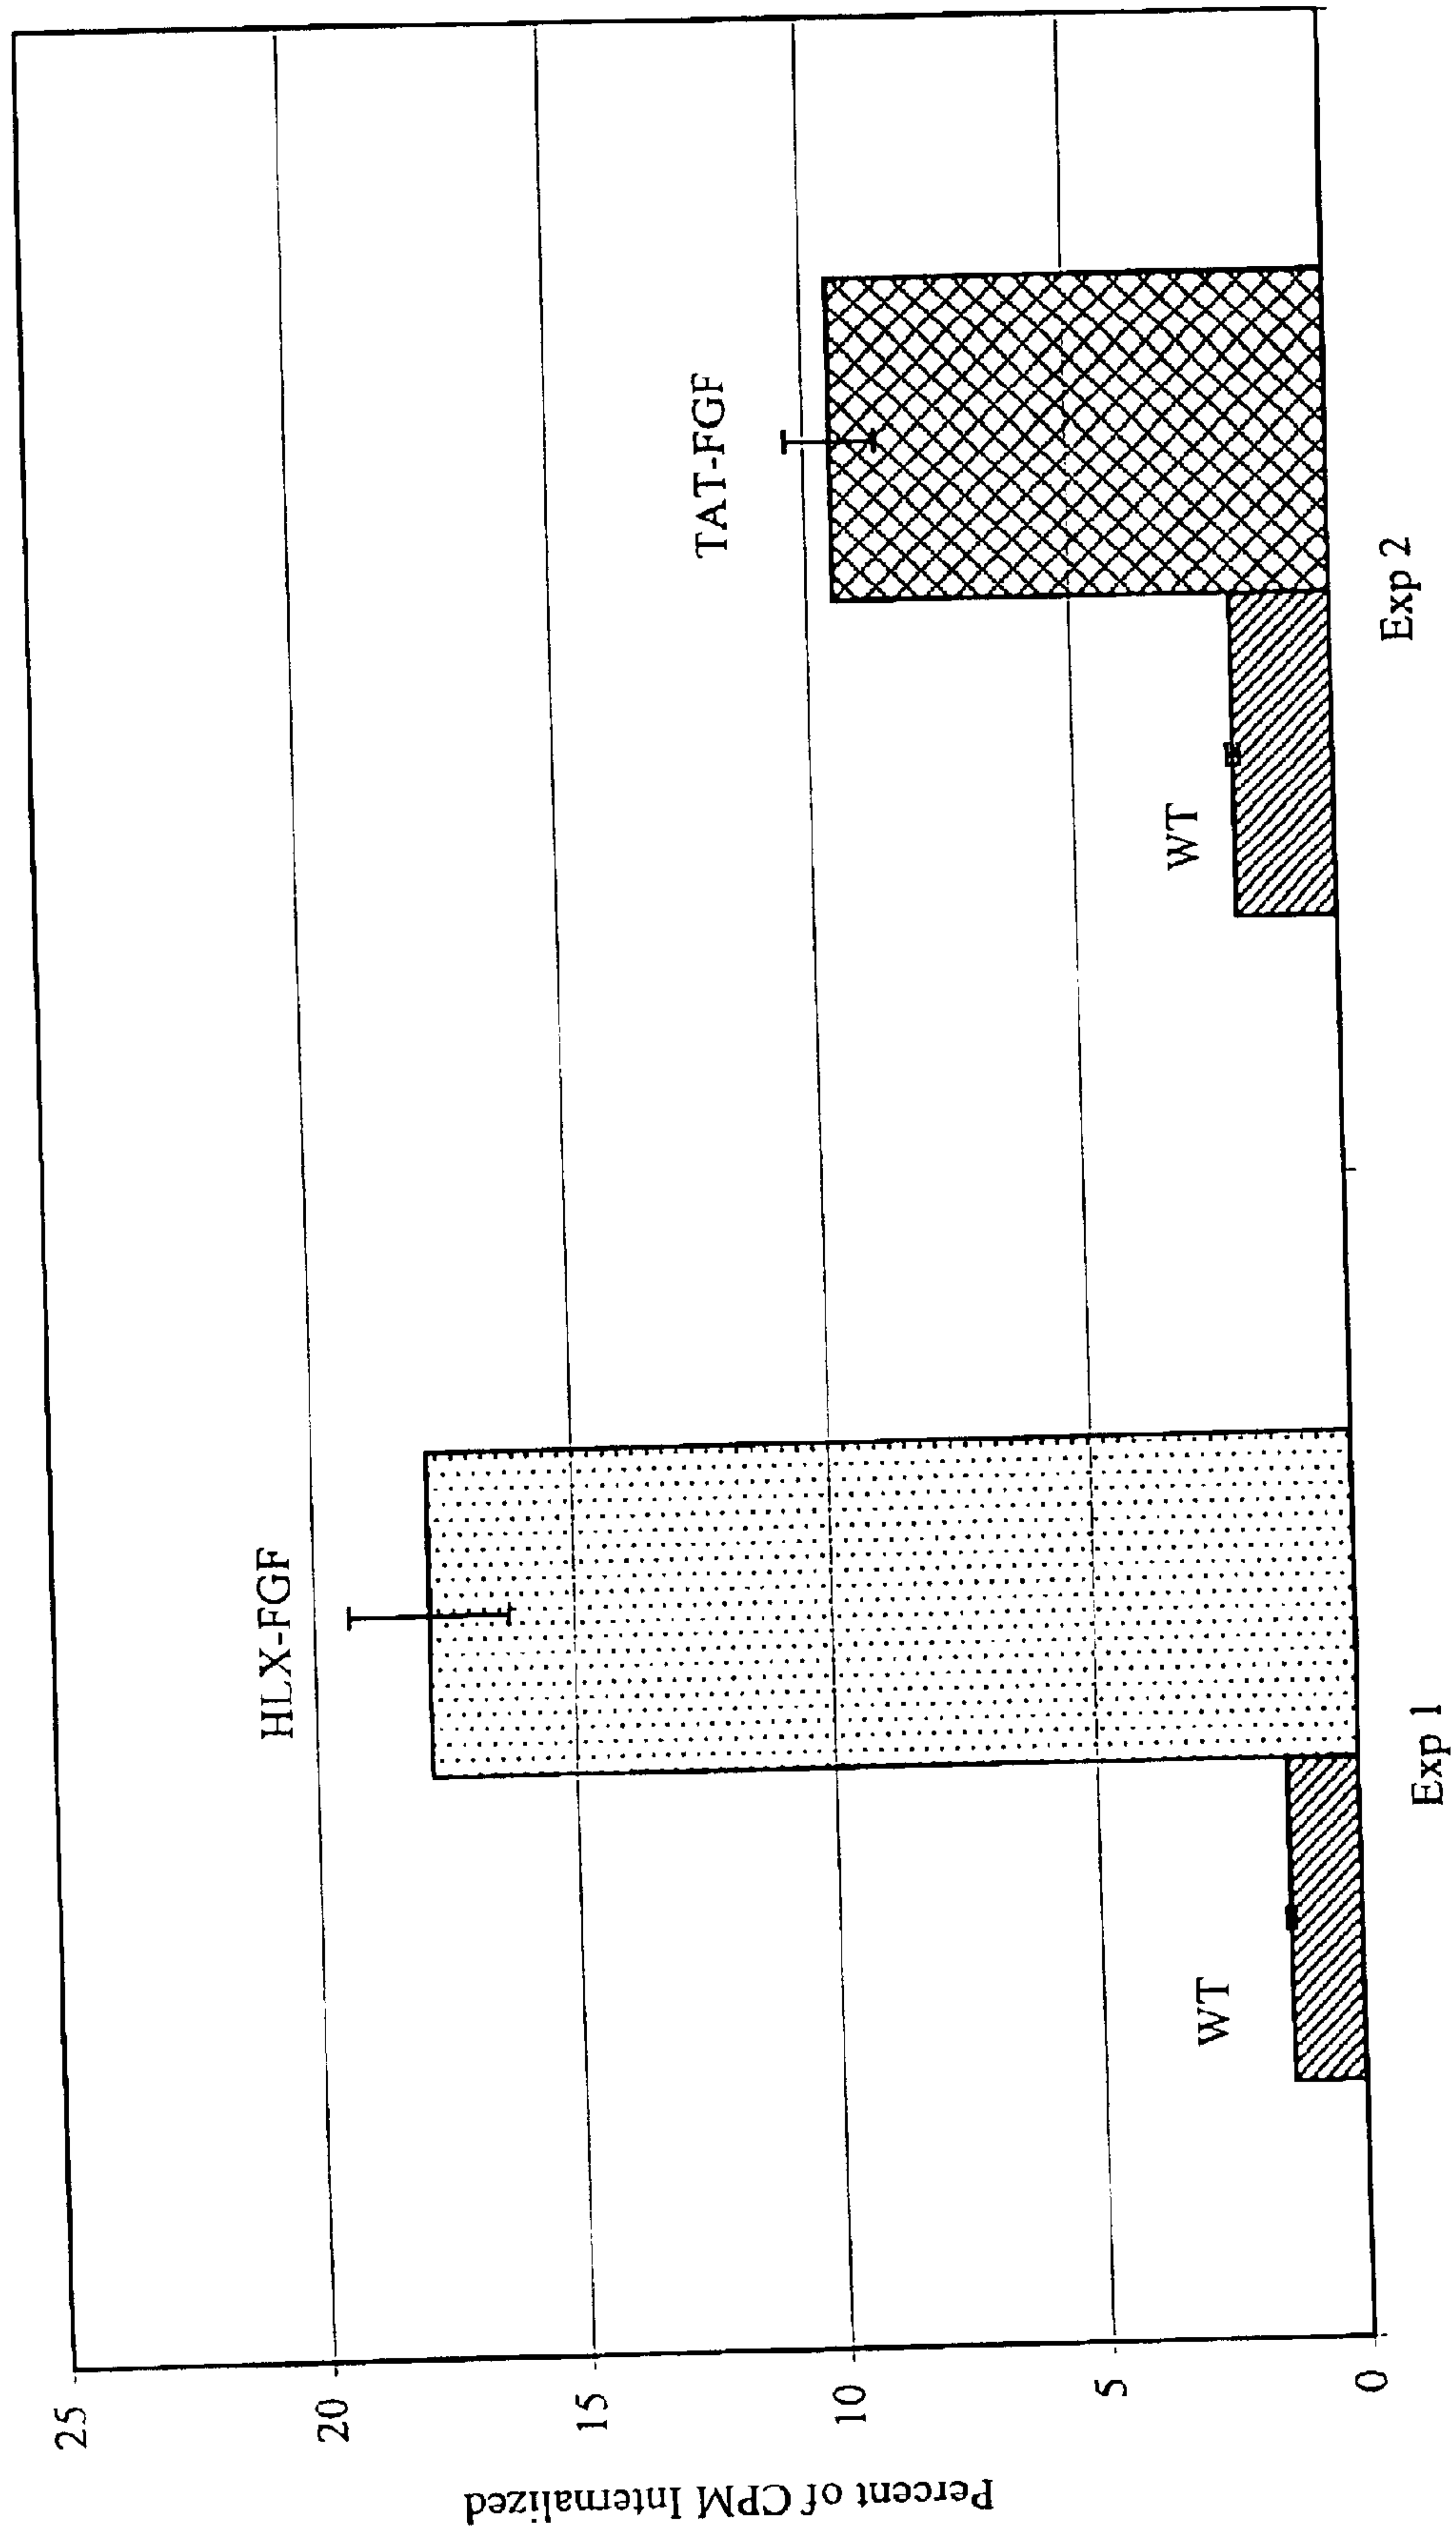 Percent of CPM Internalized
25
20
15
10
5
0
HLX-FGF
WT
TAT-FGF
WT
Exp 1
Exp 2